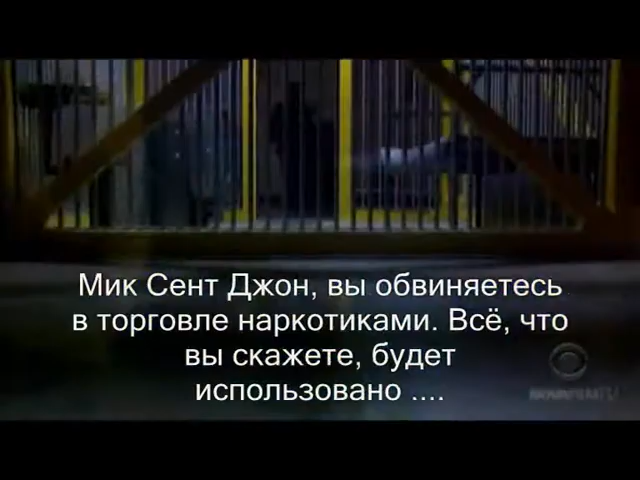 Мик Сент Джон, вы обвиняетесь
в торговле наркотиками. Всё, что
вы скажете, будет
использовано ....